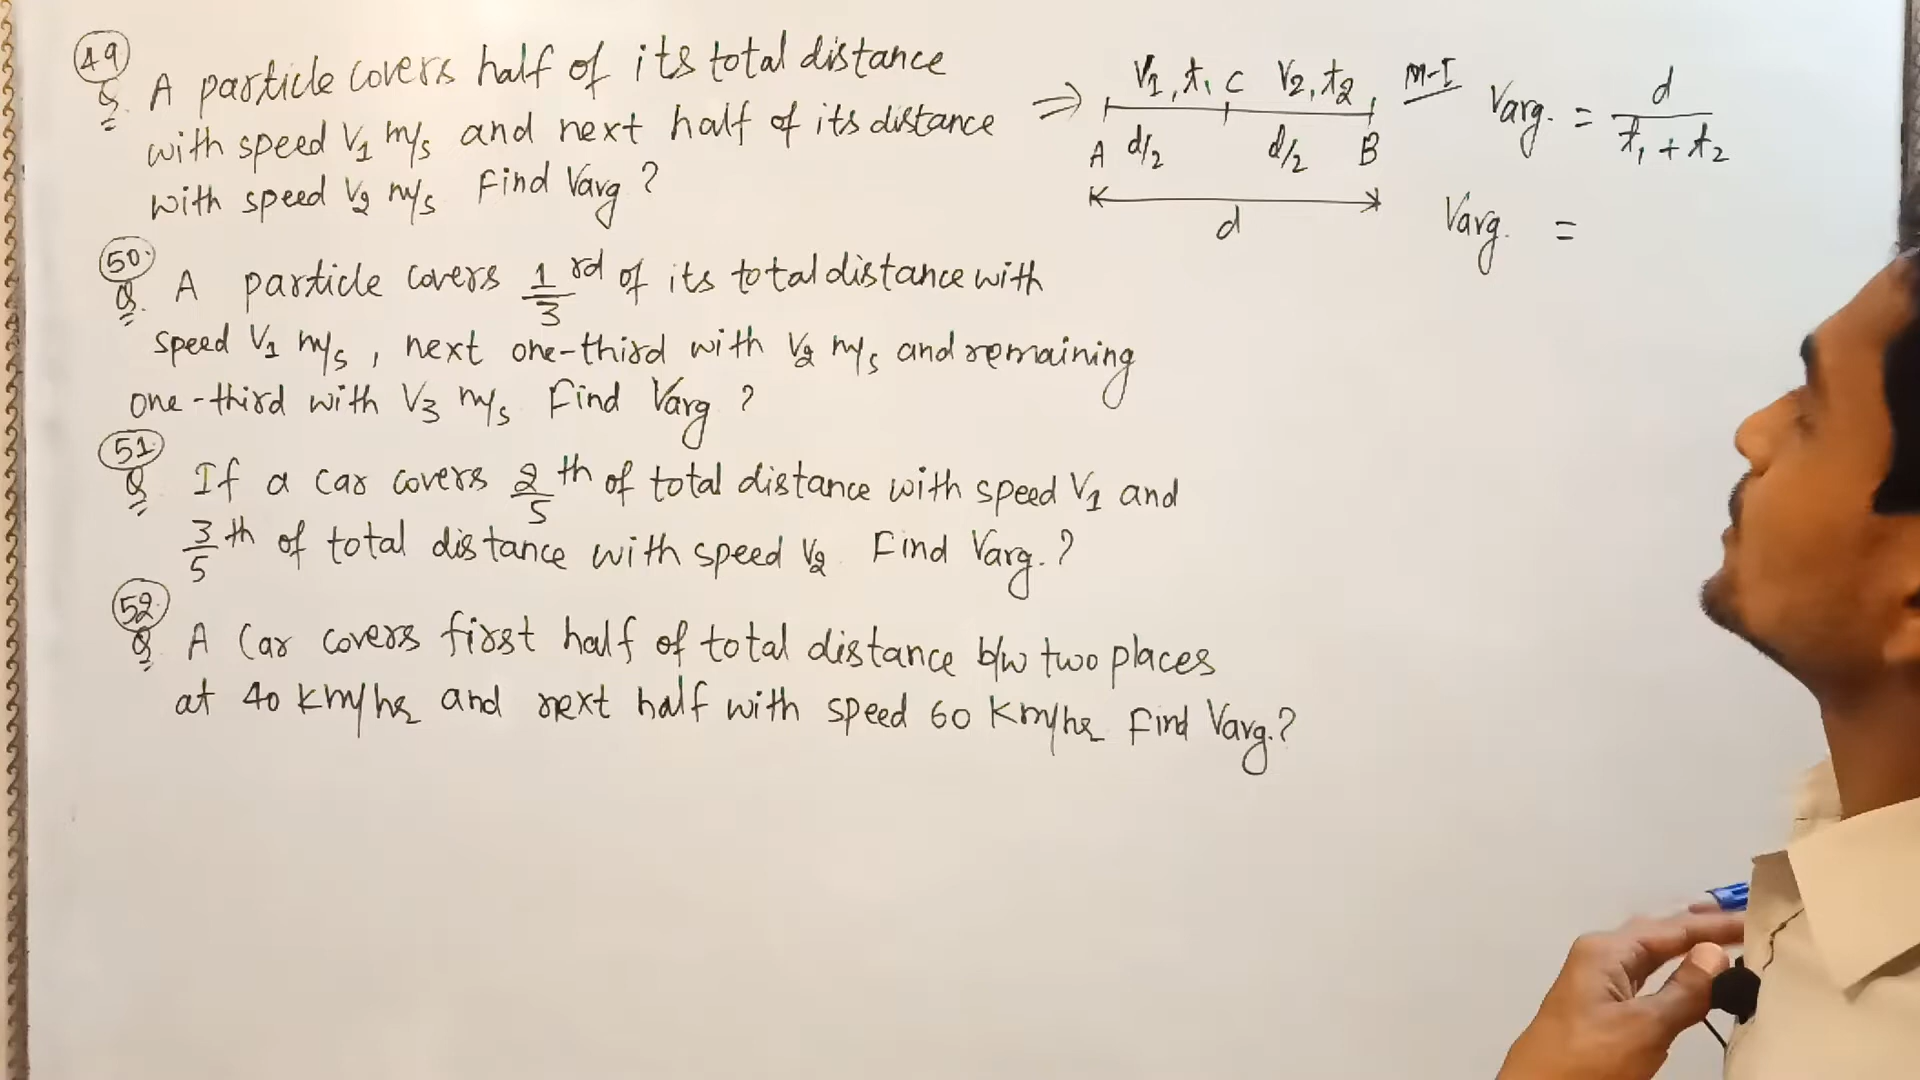 49
Q. A particle covers half of its total distance
with speed V1 m/s and next half of its distance
with speed V2 m/s Find Varg ?
50.
Q. A particle covers 1/3 rd of its total distance with
speed V1 m/s, next one-third with V2 m/s and remaining
one-third with V3 m/s Find Varg ?
51
Q If a car covers 2/5 th of total distance with speed V1 and
3/5 th of total distance with speed V2 Find Varg.?
52.
Q A Car covers first half of total distance b/w two places
at 40 km/hr and next half with speed 60 km/hr Find Varg.?
⇒ V1, t1 C V2, t2
A d/2 d/2 B
d
M-I Varg. = d/(t1 + t2)
Varg. =